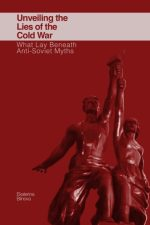 Unveiling the
Lies of the
Cold War
What Lay Beneath
Anti-Soviet Myths